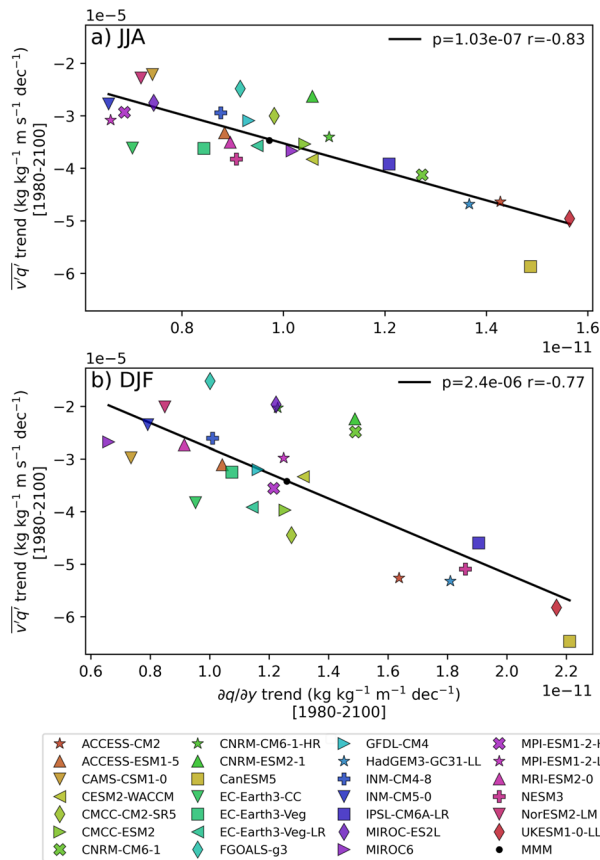 1e−5
a) JJA
p=1.03e-07 r=-0.83
−2
−3
−4
−5
−6
v′q′ trend (kg kg⁻¹ m s⁻¹ dec⁻¹)
[1980-2100]
0.8 1.0 1.2 1.4 1.6
1e−11
1e−5
b) DJF
p=2.4e-06 r=-0.77
−2
−3
−4
−5
−6
v′q′ trend (kg kg⁻¹ m s⁻¹ dec⁻¹)
[1980-2100]
0.6 0.8 1.0 1.2 1.4 1.6 1.8 2.0 2.2
1e−11
∂q/∂y trend (kg kg⁻¹ m⁻¹ dec⁻¹)
[1980-2100]
ACCESS-CM2 CNRM-CM6-1-HR GFDL-CM4 MPI-ESM1-2-H
ACCESS-ESM1-5 CNRM-ESM2-1 HadGEM3-GC31-LL MPI-ESM1-2-L
CAMS-CSM1-0 CanESM5 INM-CM4-8 MRI-ESM2-0
CESM2-WACCM EC-Earth3-CC INM-CM5-0 NESM3
CMCC-CM2-SR5 EC-Earth3-Veg IPSL-CM6A-LR NorESM2-LM
CMCC-ESM2 EC-Earth3-Veg-LR MIROC-ES2L UKESM1-0-LL
CNRM-CM6-1 FGOALS-g3 MIROC6 MMM